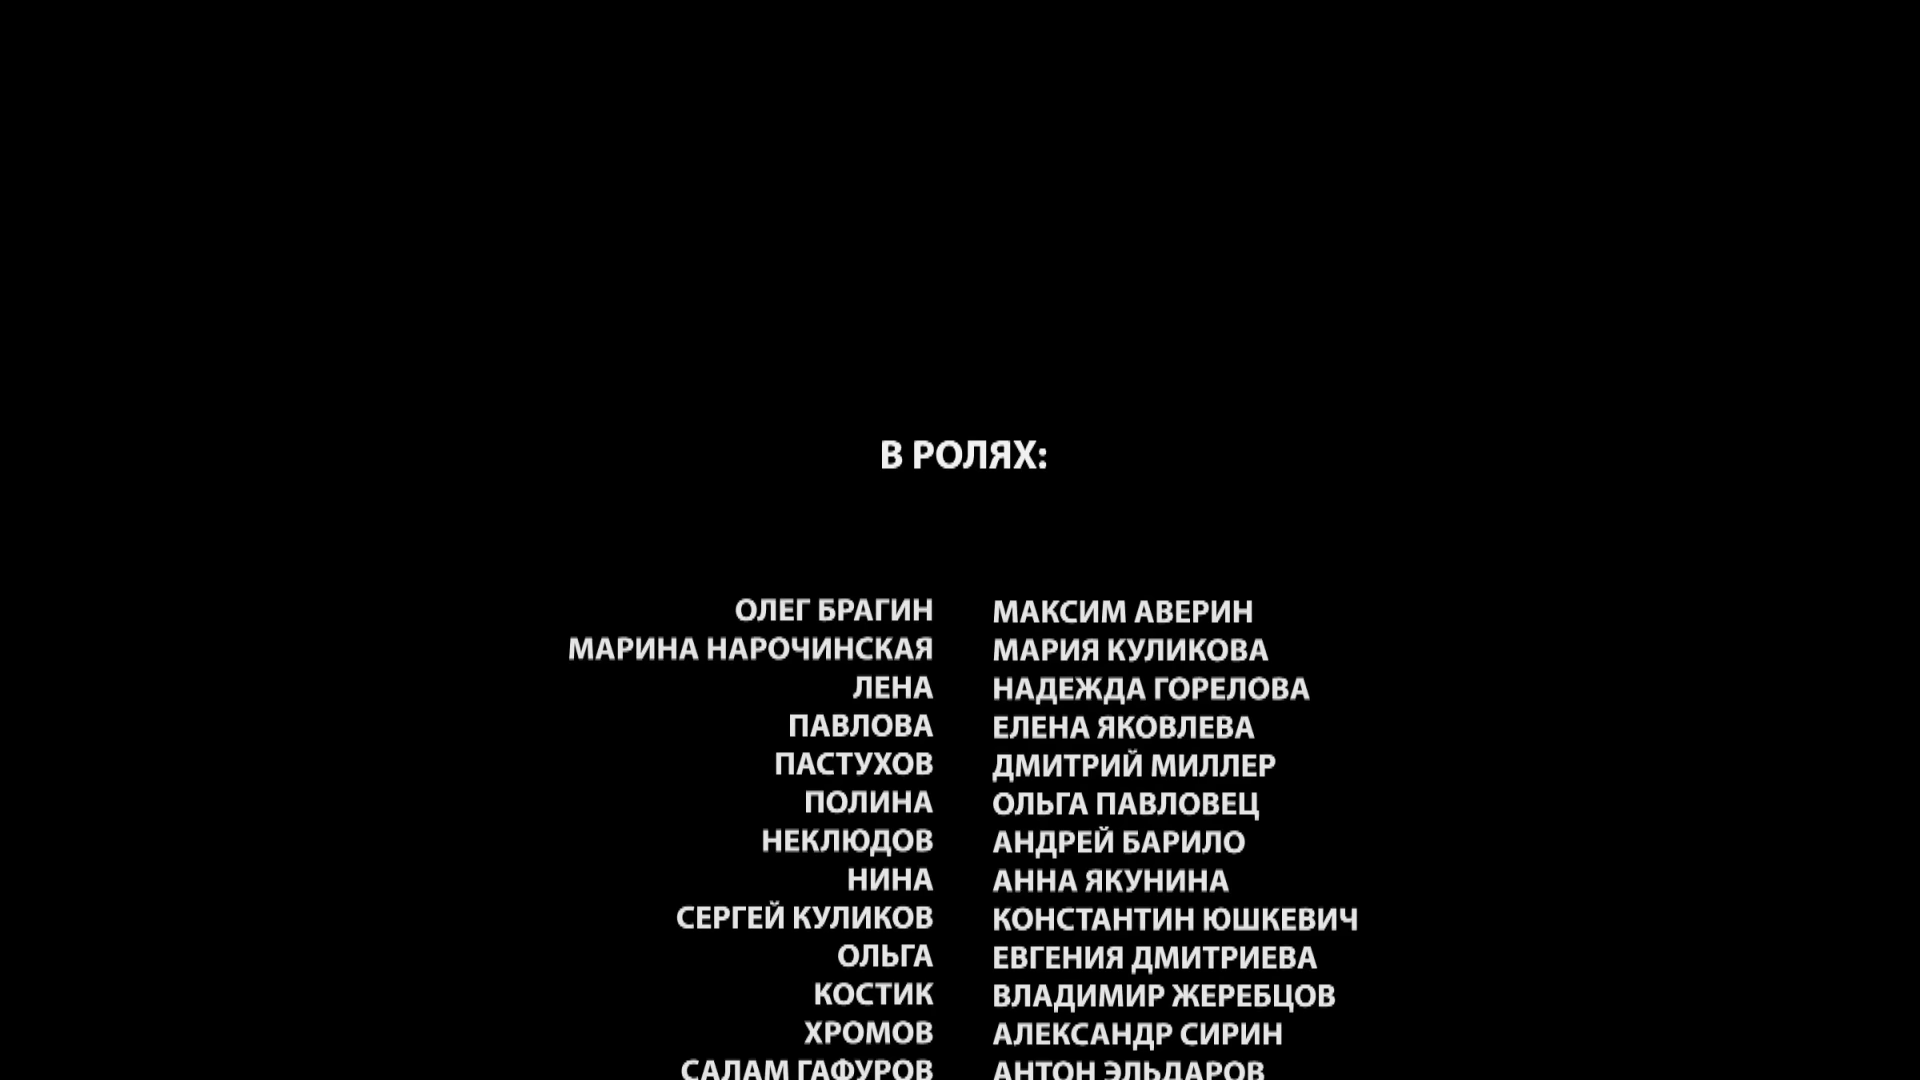 В РОЛЯХ:
ОЛЕГ БРАГИН МАКСИМ АВЕРИН
МАРИНА НАРОЧИНСКАЯ МАРИЯ КУЛИКОВА
ЛЕНА НАДЕЖДА ГОРЕЛОВА
ПАВЛОВА ЕЛЕНА ЯКОВЛЕВА
ПАСТУХОВ ДМИТРИЙ МИЛЛЕР
ПОЛИНА ОЛЬГА ПАВЛОВЕЦ
НЕКЛЮДОВ АНДРЕЙ БАРИЛО
НИНА АННА ЯКУНИНА
СЕРГЕЙ КУЛИКОВ КОНСТАНТИН ЮШКЕВИЧ
ОЛЬГА ЕВГЕНИЯ ДМИТРИЕВА
КОСТИК ВЛАДИМИР ЖЕРЕБЦОВ
ХРОМОВ АЛЕКСАНДР СИРИН
САЛАМ ГАФУРОВ АНТОН ЭЛЬДАРОВ